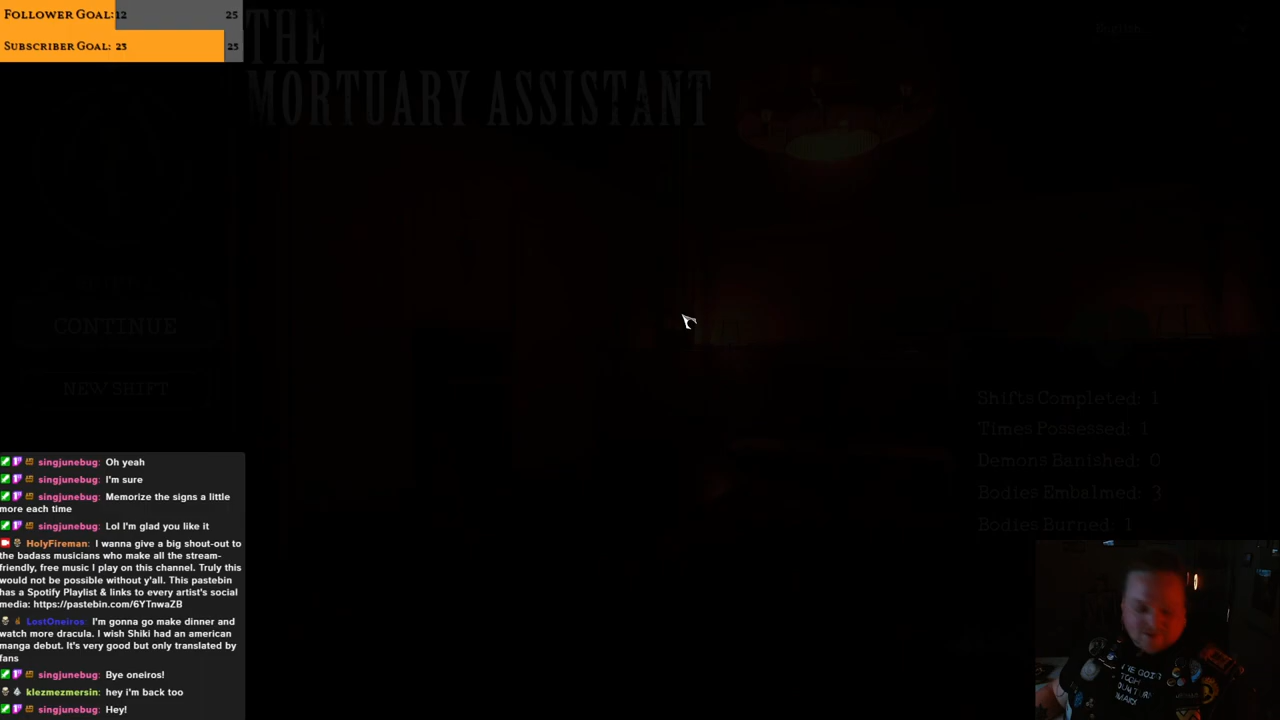 FOLLOWER GOAL: 12 25
SUBSCRIBER GOAL: 23 25
THE
MORTUARY ASSISTANT
English
CONTINUE
NEW SHIFT
Shifts Completed: 1
Times Possessed: 1
Demons Banished: 0
Bodies Embalmed: 3
Bodies Burned: 1
singjunebug: Oh yeah
singjunebug: I'm sure
singjunebug: Memorize the signs a little
more each time
singjunebug: Lol I'm glad you like it
HolyFireman: I wanna give a big shout-out to
the badass musicians who make all the stream-
friendly, free music I play on this channel. Truly this
would not be possible without y'all. This pastebin
has a Spotify Playlist & links to every artist's social
media: https://pastebin.com/6YTnwaZB
LostOneiros: I'm gonna go make dinner and
watch more dracula. I wish Shiki had an american
manga debut. It's very good but only translated by
fans
singjunebug: Bye oneiros!
klezmezmersin: hey i'm back too
singjunebug: Hey!